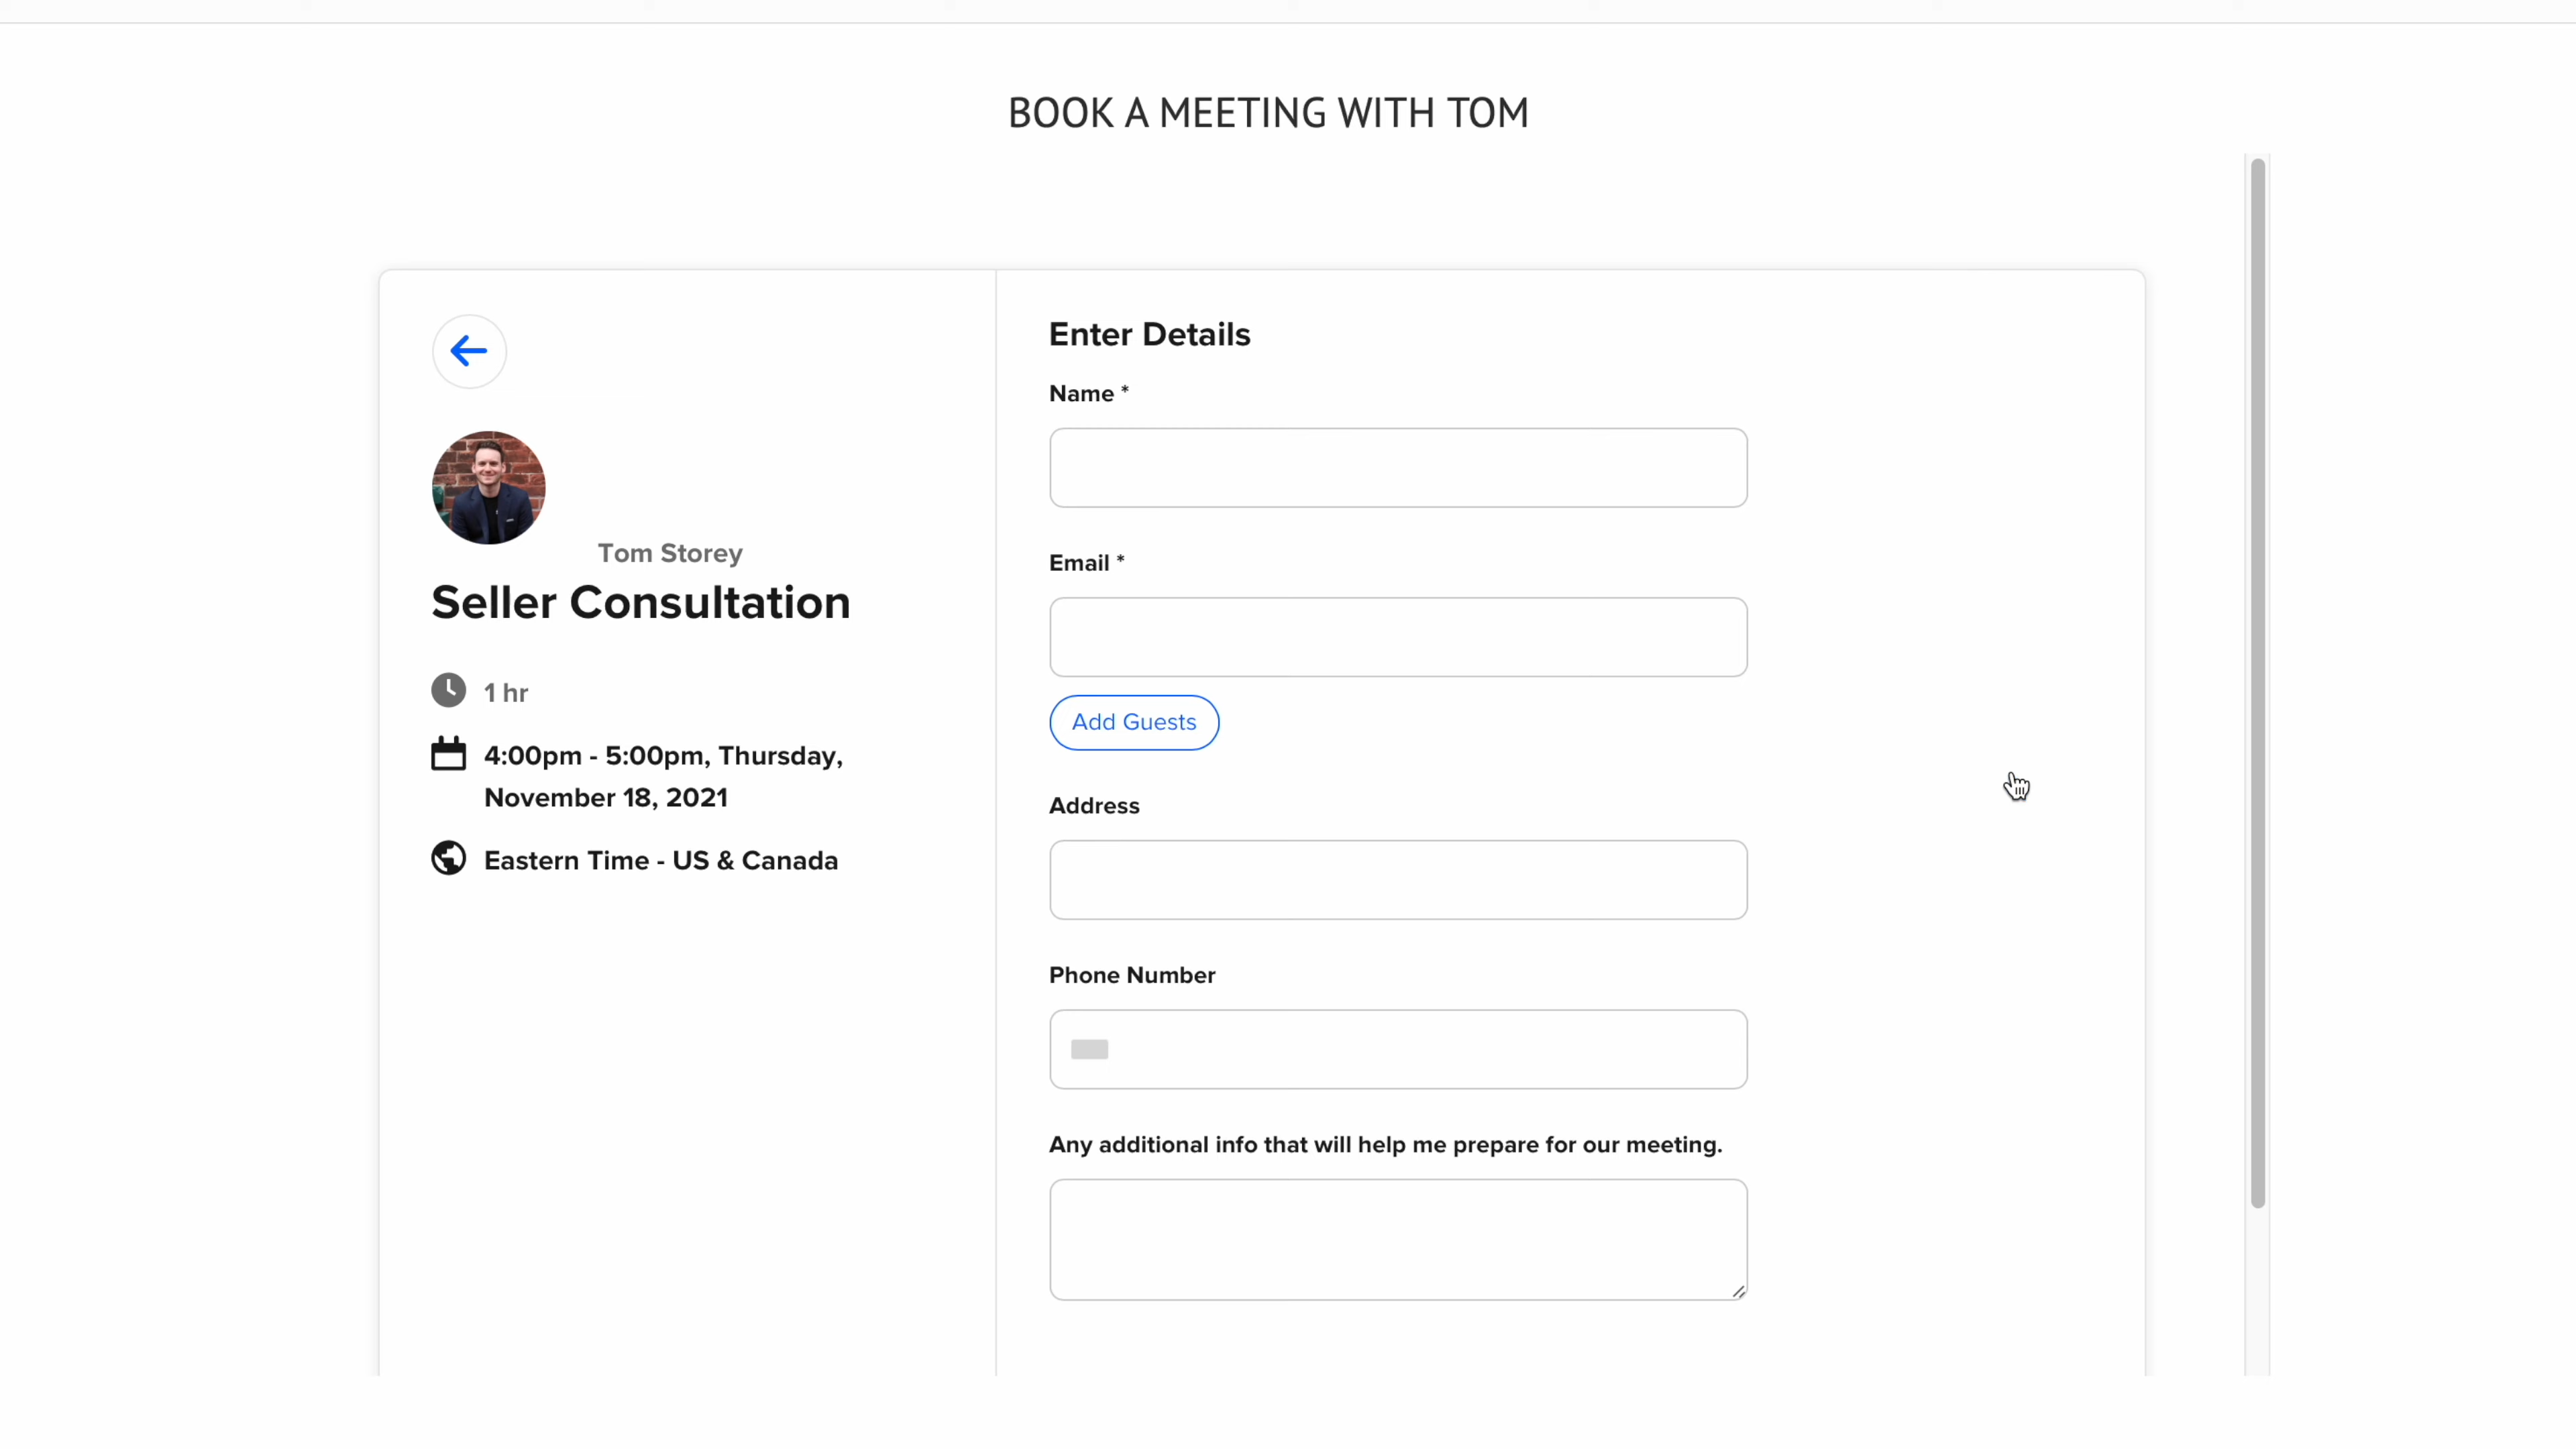 BOOK A MEETING WITH TOM
Tom Storey
Seller Consultation
1 hr
4:00pm - 5:00pm, Thursday,
November 18, 2021
Eastern Time - US & Canada
Enter Details
Name *
Email *
Add Guests
Address
Phone Number
Any additional info that will help me prepare for our meeting.